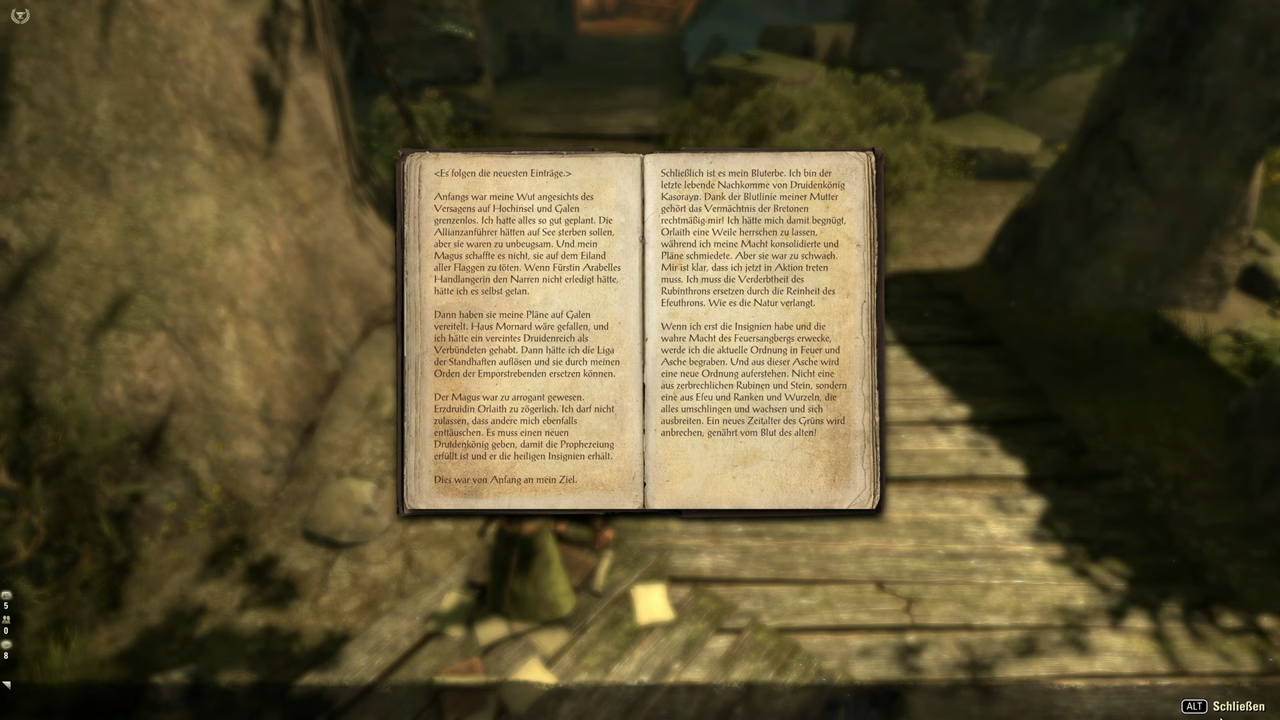 <Es folgen die neuesten Einträge.>
Anfangs war meine Wut angesichts des
Versagens auf Hochinsel und Galen
grenzenlos. Ich hatte alles so gut geplant. Die
Allianzanführer hätten auf See sterben sollen,
aber sie waren zu unbeugsam. Und mein
Magus schaffte es nicht, sie auf dem Eiland
aller Flaggen zu töten. Wenn Fürstin Arabelles
Handlangerin den Narren nicht erledigt hätte,
hätte ich es selbst getan.
Dann haben sie meine Pläne auf Galen
vereitelt. Haus Mornard wäre gefallen, und
ich hätte ein vereintes Druidenreich als
Verbündeten gehabt. Dann hätte ich die Liga
der Standhaften auflösen und sie durch meinen
Orden der Emporstrebenden ersetzen können.
Der Magus war zu arrogant gewesen.
Erzdruidin Orlaith zu zögerlich. Ich darf nicht
zulassen, dass andere mich ebenfalls
enttäuschen. Es muss einen neuen
Druidenkönig geben, damit die Prophezeiung
erfüllt ist und er die heiligen Insignien erhält.
Dies war von Anfang an mein Ziel.
Schließlich ist es mein Bluterbe. Ich bin der
letzte lebende Nachkomme von Druidenkönig
Kasorayn. Dank der Blutlinie meiner Mutter
gehört das Vermächtnis der Bretonen
rechtmäßig mir! Ich hätte mich damit begnügt,
Orlaith eine Weile herrschen zu lassen,
während ich meine Macht konsolidierte und
Pläne schmiedete. Aber sie war zu schwach.
Mir ist klar, dass ich jetzt in Aktion treten
muss. Ich muss die Verderbtheit des
Rubinthrons ersetzen durch die Reinheit des
Efeuthrons. Wie es die Natur verlangt.
Wenn ich erst die Insignien habe und die
wahre Macht des Feuersangbergs erwecke,
werde ich die aktuelle Ordnung in Feuer und
Asche begraben. Und aus dieser Asche wird
eine neue Ordnung auferstehen. Nicht eine
aus zerbrechlichen Rubinen und Stein, sondern
eine aus Efeu und Ranken und Wurzeln, die
alles umschlingen und wachsen und sich
ausbreiten. Ein neues Zeitalter des Grüns wird
anbrechen, genährt vom Blut des alten!
5
0
8
ALT Schließen